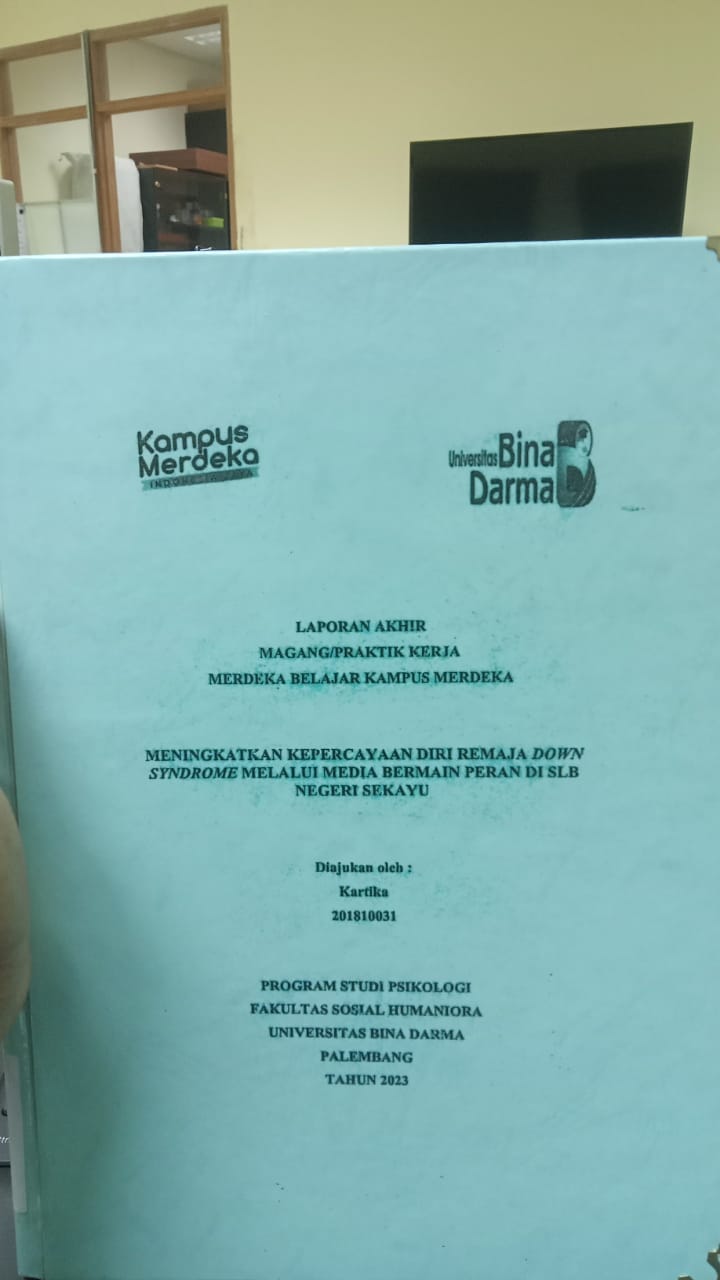 Kampus
Merdeka
INDONESIA JAYA
Universitas Bina
Darma
LAPORAN AKHIR
MAGANG/PRAKTIK KERJA
MERDEKA BELAJAR KAMPUS MERDEKA
MENINGKATKAN KEPERCAYAAN DIRI REMAJA DOWN
SYNDROME MELALUI MEDIA BERMAIN PERAN DI SLB
NEGERI SEKAYU
Diajukan oleh :
Kartika
201810031
PROGRAM STUDI PSIKOLOGI
FAKULTAS SOSIAL HUMANIORA
UNIVERSITAS BINA DARMA
PALEMBANG
TAHUN 2023